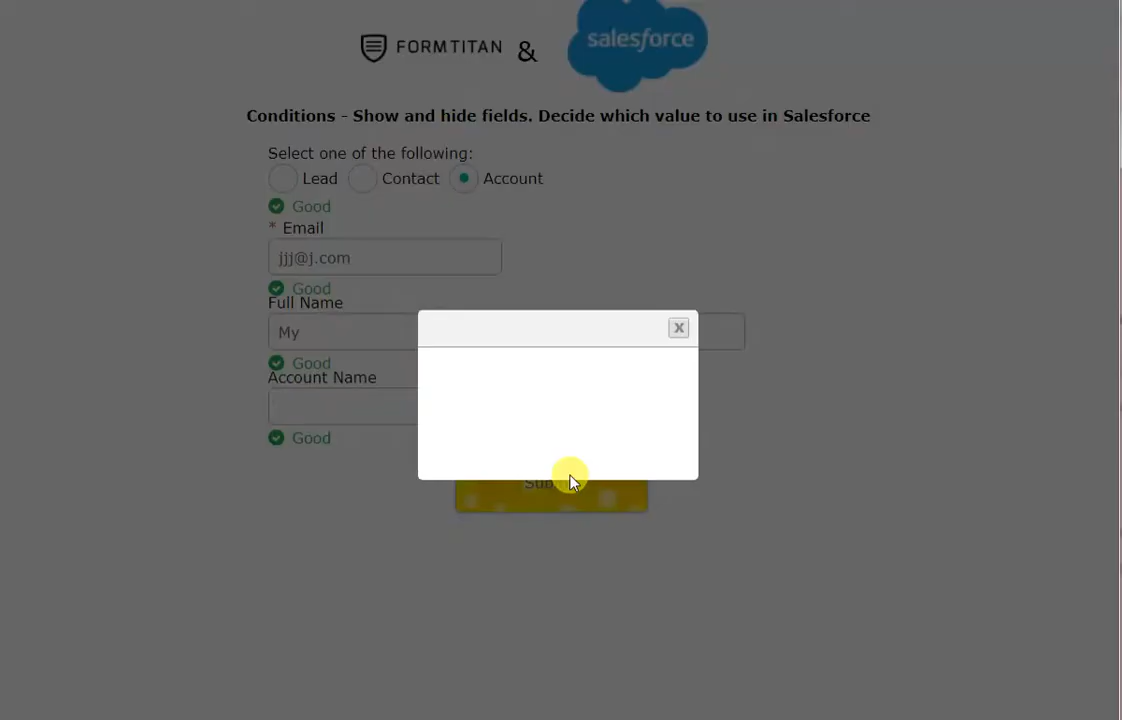 FORMTITAN & salesforce
Conditions - Show and hide fields. Decide which value to use in Salesforce
Select one of the following:
Lead Contact Account
Good
* Email
jjj@j.com
Good
Full Name
X
My
Good
Account Name
Good